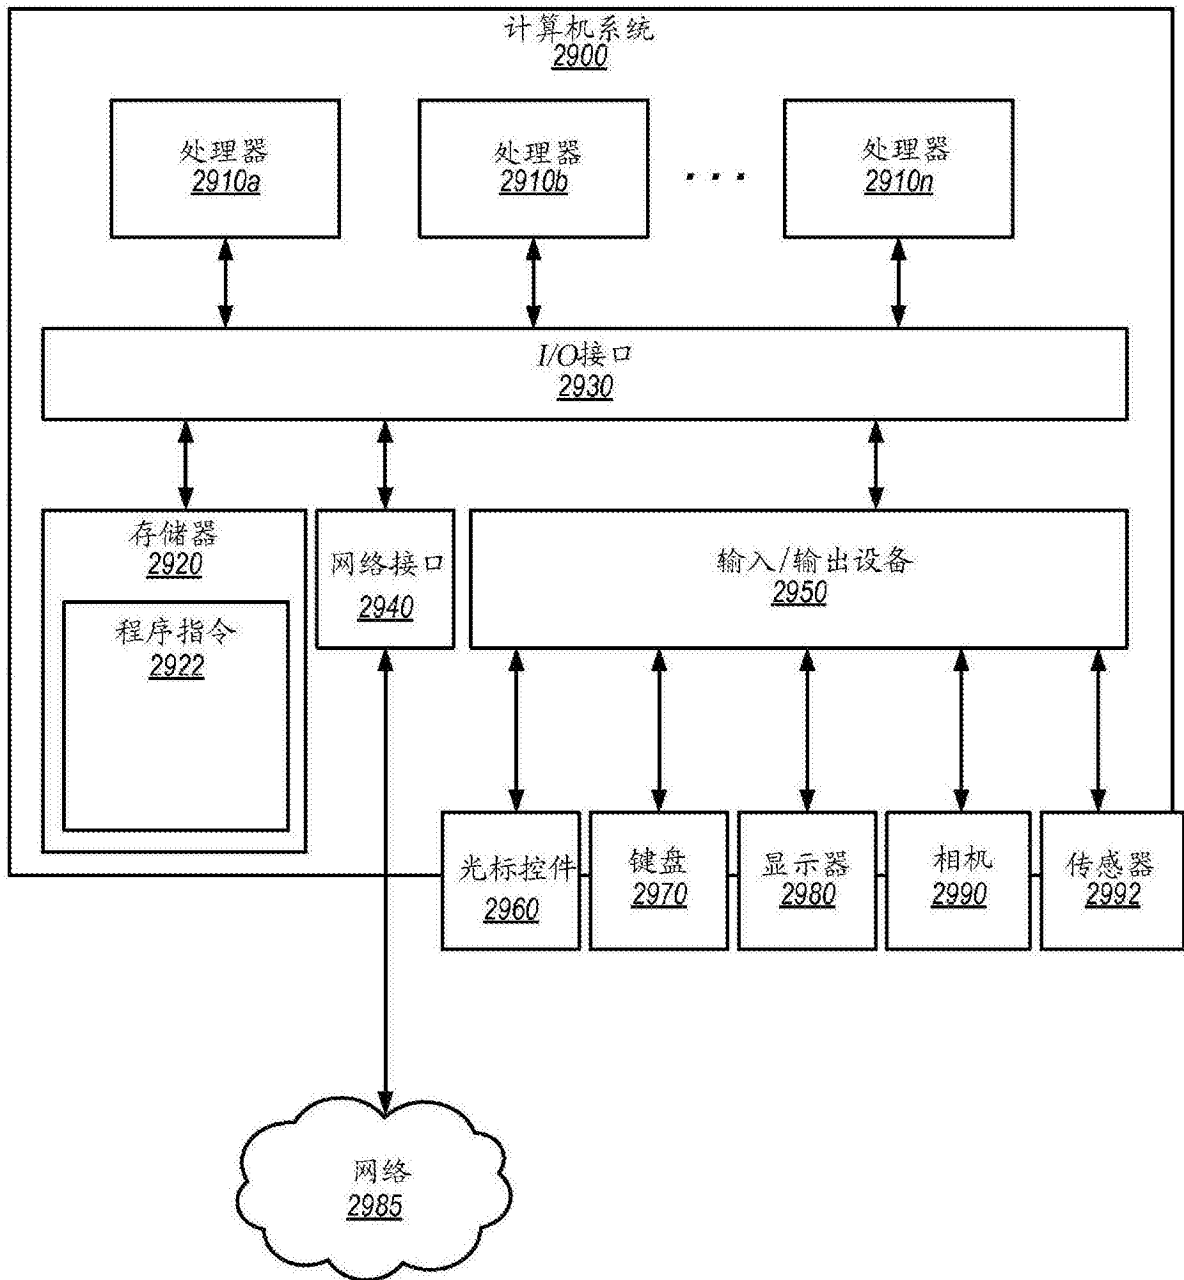 计算机系统
2900
处理器
2910a
处理器
2910b
...
处理器
2910n
I/O接口
2930
存储器
2920
程序指令
2922
网络接口
2940
输入/输出设备
2950
光标控件
2960
键盘
2970
显示器
2980
相机
2990
传感器
2992
网络
2985